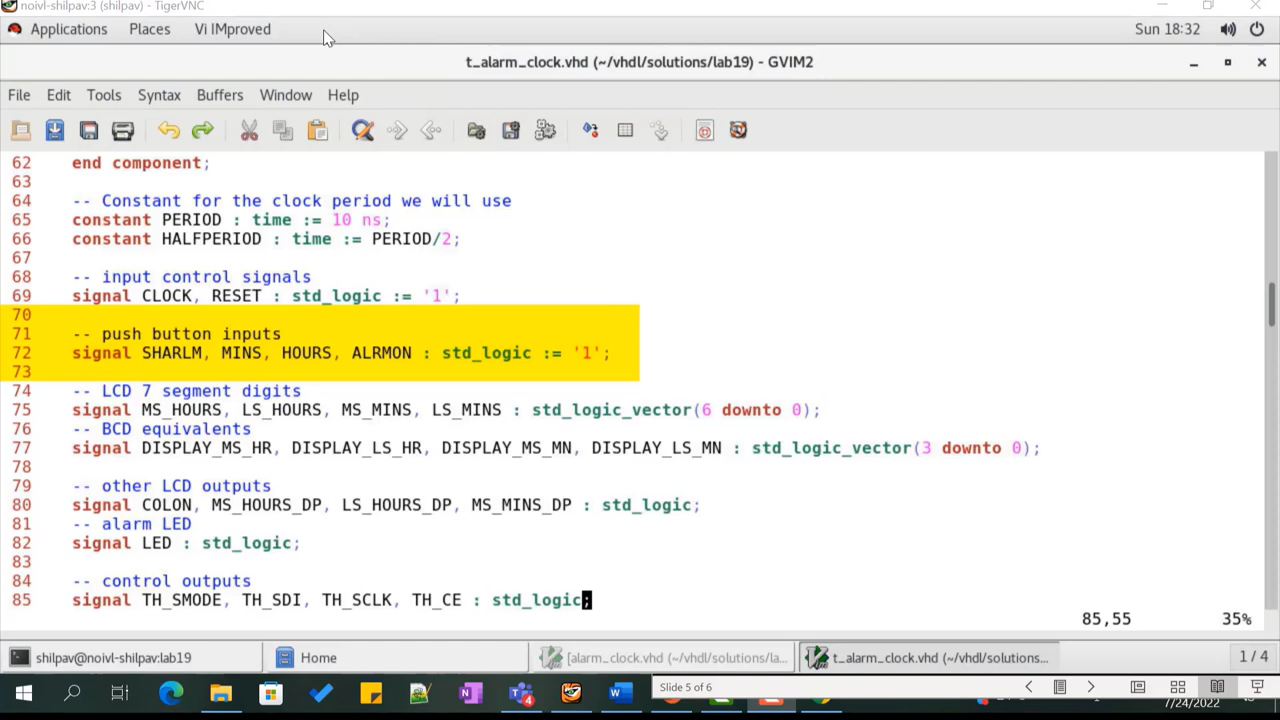 noivl-shilpav:3 (shilpav) - TigerVNC
Applications Places Vi IMproved Sun 18:32
t_alarm_clock.vhd (~/vhdl/solutions/lab19) - GVIM2
File Edit Tools Syntax Buffers Window Help
62 end component;
63
64 -- Constant for the clock period we will use
65 constant PERIOD : time := 10 ns;
66 constant HALFPERIOD : time := PERIOD/2;
67
68 -- input control signals
69 signal CLOCK, RESET : std_logic := '1';
70
71 -- push button inputs
72 signal SHARLM, MINS, HOURS, ALRMON : std_logic := '1';
73
74 -- LCD 7 segment digits
75 signal MS_HOURS, LS_HOURS, MS_MINS, LS_MINS : std_logic_vector(6 downto 0);
76 -- BCD equivalents
77 signal DISPLAY_MS_HR, DISPLAY_LS_HR, DISPLAY_MS_MN, DISPLAY_LS_MN : std_logic_vector(3 downto 0);
78
79 -- other LCD outputs
80 signal COLON, MS_HOURS_DP, LS_HOURS_DP, MS_MINS_DP : std_logic;
81 -- alarm LED
82 signal LED : std_logic;
83
84 -- control outputs
85 signal TH_SMODE, TH_SDI, TH_SCLK, TH_CE : std_logic;
85,55 35%
shilpav@noivl-shilpav:lab19 Home [alarm_clock.vhd (~/vhdl/solutions/la... t_alarm_clock.vhd (~/vhdl/solutions... 1 / 4
Slide 5 of 6
7/24/2022